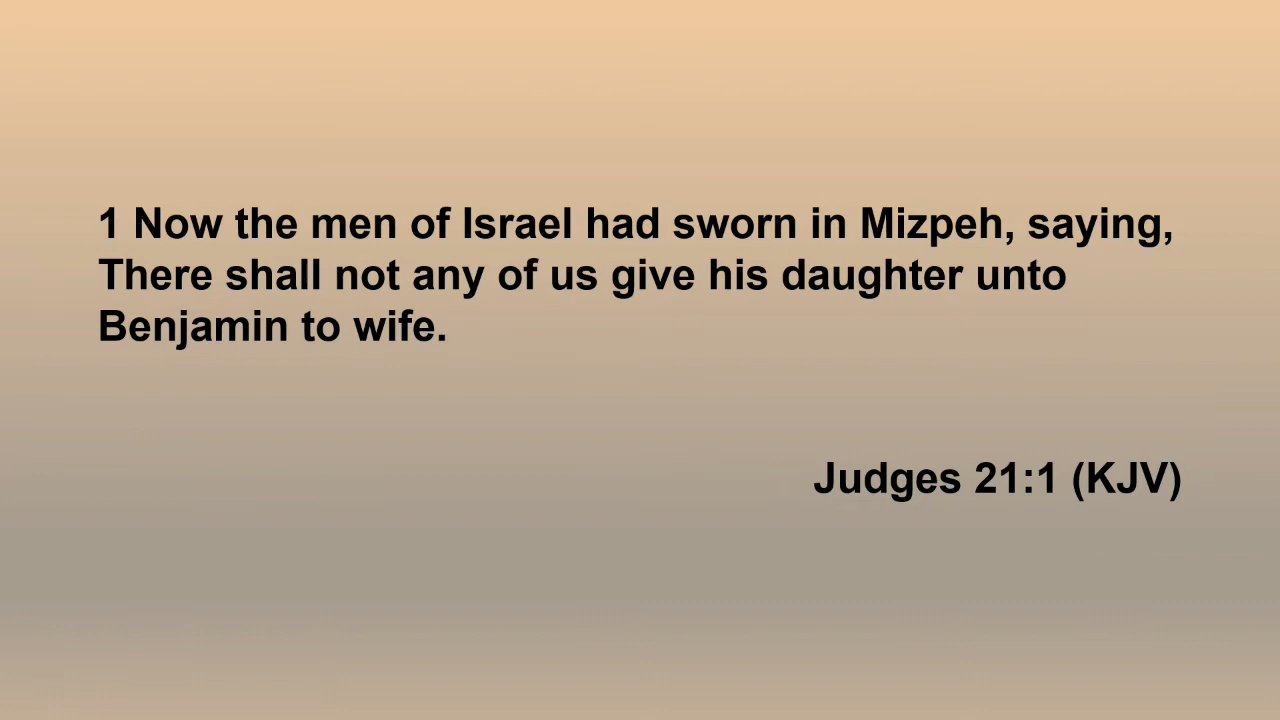 1 Now the men of Israel had sworn in Mizpeh, saying,
There shall not any of us give his daughter unto
Benjamin to wife.
Judges 21:1 (KJV)